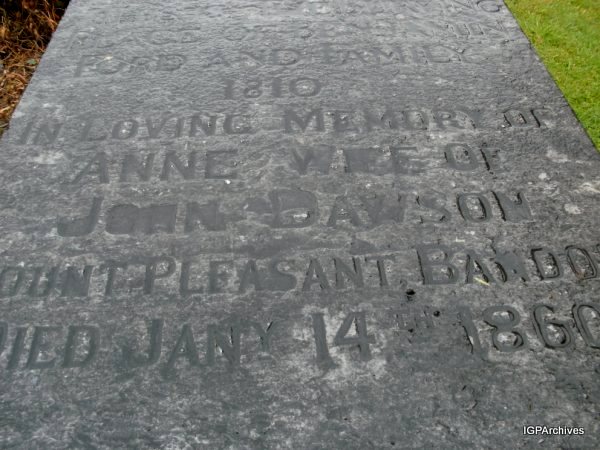 FORD AND FAMILY
1810
IN LOVING MEMORY OF
ANNE WIFE OF
JOHN DAWSON
MOUNT PLEASANT BANDON
DIED JANY 14TH 1860
IGPArchives